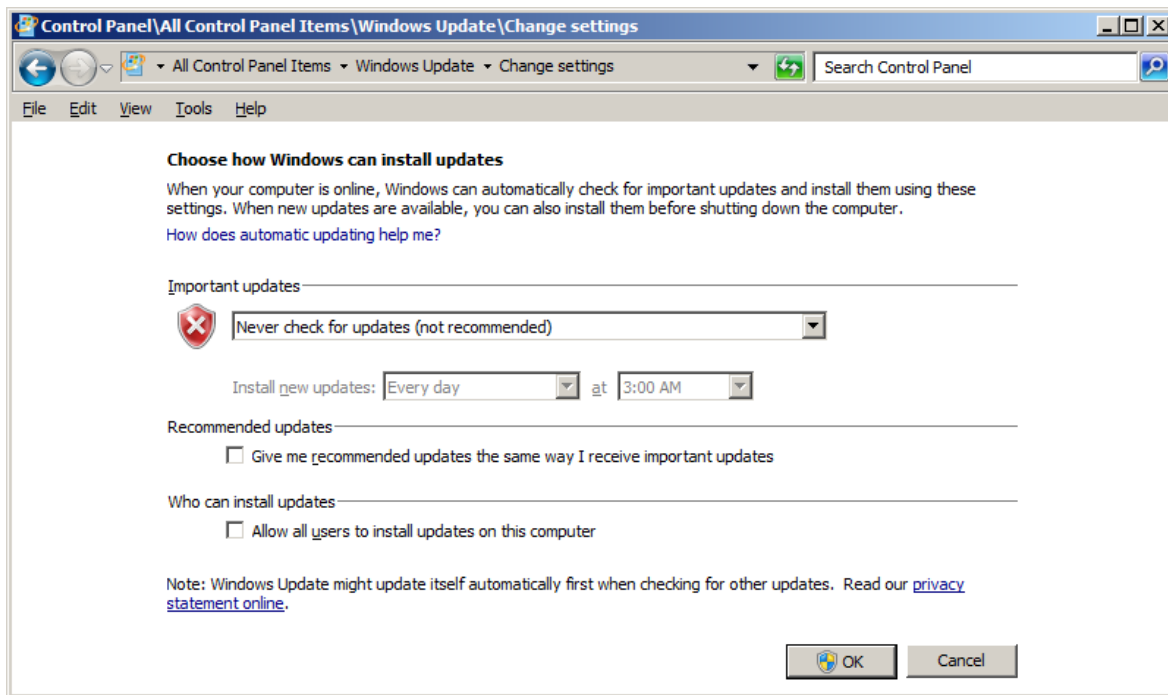 Control Panel\All Control Panel Items\Windows Update\Change settings
All Control Panel Items Windows Update Change settings Search Control Panel
File Edit View Tools Help
Choose how Windows can install updates
When your computer is online, Windows can automatically check for important updates and install them using these
settings. When new updates are available, you can also install them before shutting down the computer.
How does automatic updating help me?
Important updates
Never check for updates (not recommended)
Install new updates: Every day at 3:00 AM
Recommended updates
Give me recommended updates the same way I receive important updates
Who can install updates
Allow all users to install updates on this computer
Note: Windows Update might update itself automatically first when checking for other updates. Read our privacy
statement online.
OK Cancel